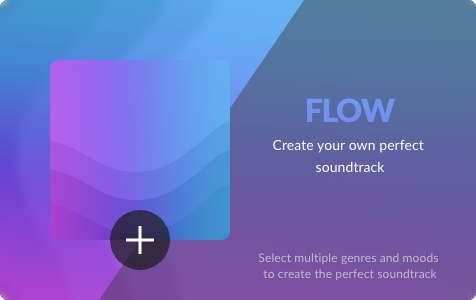 FLOW
Create your own perfect
soundtrack
Select multiple genres and moods
to create the perfect soundtrack